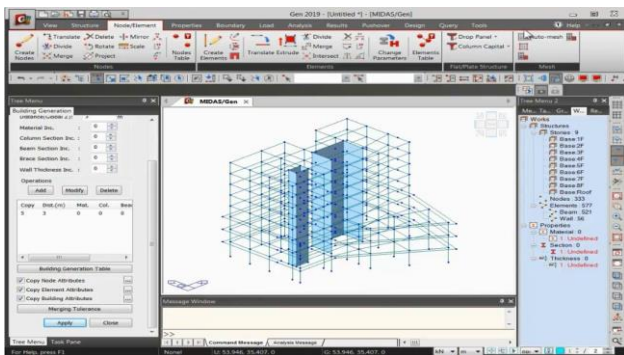 Gen 2019 - [Untitled *] - [MIDAS/Gen]
View Structure Node/Element Properties Boundary Load Analysis Results Pushover Design Query Tools Help
Create Nodes
Translate Delete Mirror
Divide Rotate Scale
Merge Project
Nodes Table
Create Elements
Translate Extrude
Divide
Merge
Intersect
Change Parameters
Elements Table
Drop Panel
Column Capital
Auto-mesh
Nodes Elements Flat/Plate Structure Mesh
Tree Menu
Building Generation
Material Inc. : 0
Column Section Inc. : 0
Beam Section Inc. : 0
Brace Section Inc. : 0
Wall Thickness Inc. : 0
Operations
Add Modify Delete
Copy Dist.(m) Mat. Col. Bea
5 3 0 0 0
Building Generation Table
Copy Node Attributes
Copy Element Attributes
Copy Building Attributes
Merging Tolerance
Apply Close
Tree Menu Task Pane
For Help, press F1
MIDAS/Gen
Message Window
>>
Command Message Analysis Message
None! U: 53.946, 35.407, 0 G: 53.946, 35.407, 0
kN m
Tree Menu 2
Works
Structures
Stories: 9
Base:1F
Base:2F
Base:3F
Base:4F
Base:5F
Base:6F
Base:7F
Base:8F
Base:Roof
Nodes: 333
Elements: 577
Beam: 521
Wall: 56
Properties
Material: 0
1: Undefined
Section: 0
1: Undefined
Thickness: 0
1: Undefined